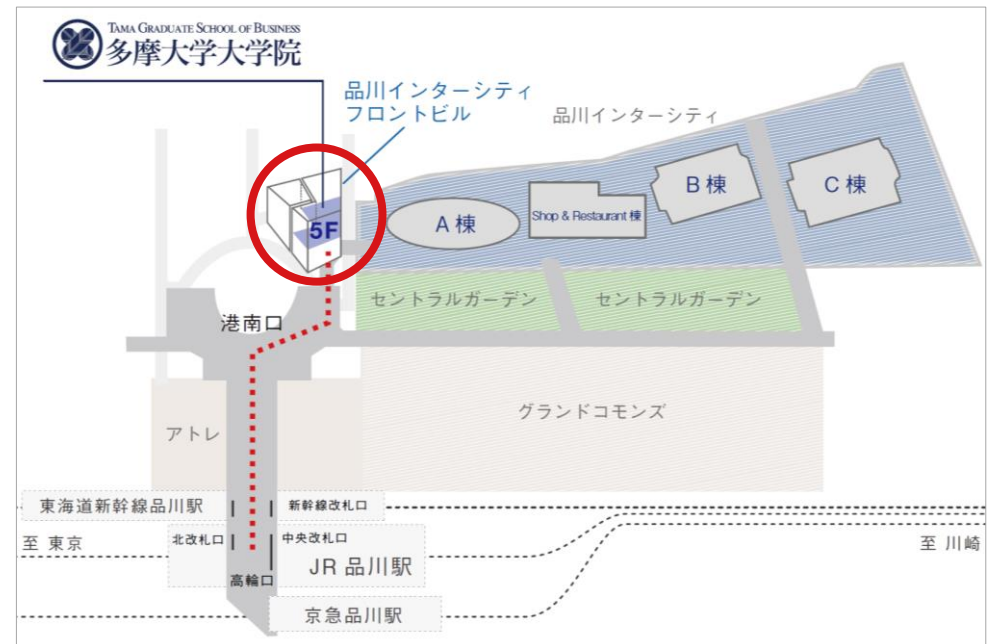 TAMA GRADUATE SCHOOL OF BUSINESS
多摩大学大学院
品川インターシティ
フロントビル
品川インターシティ
5F
A棟
Shop & Restaurant 棟
B棟
C棟
セントラルガーデン
セントラルガーデン
港南口
グランドコモンズ
アトレ
東海道新幹線品川駅
新幹線改札口
至 東京
北改札口
中央改札口
至 川崎
JR 品川駅
高輪口
京急品川駅